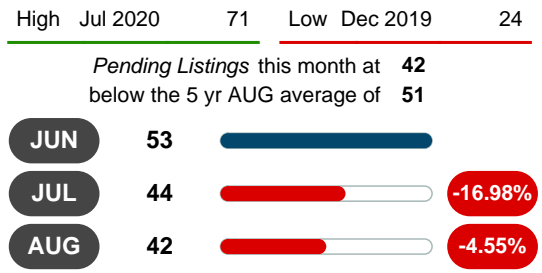 High Jul 2020 71 Low Dec 2019 24
Pending Listings this month at 42
below the 5 yr AUG average of 51
JUN 53
JUL 44 -16.98%
AUG 42 -4.55%